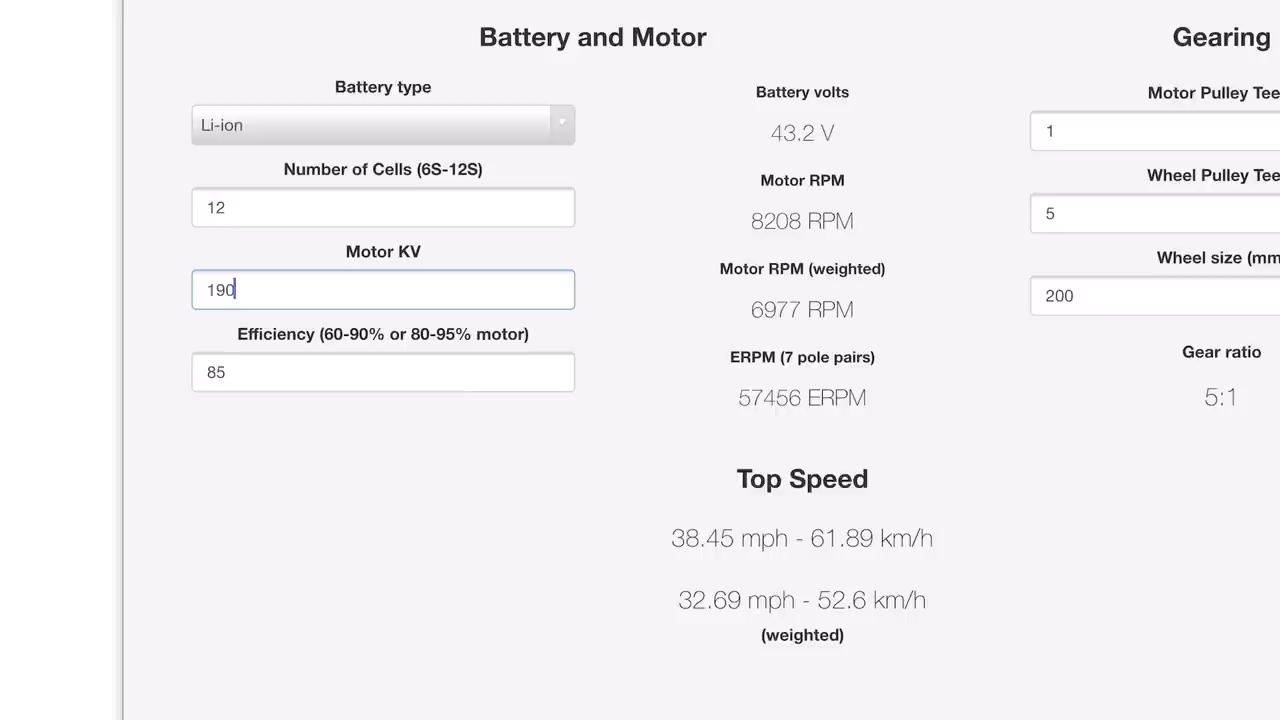 Battery and Motor
Battery type
Li-ion
Number of Cells (6S-12S)
12
Motor KV
190
Efficiency (60-90% or 80-95% motor)
85
Battery volts
43.2 V
Motor RPM
8208 RPM
Motor RPM (weighted)
6977 RPM
ERPM (7 pole pairs)
57456 ERPM
Gearing
Motor Pulley Tee
1
Wheel Pulley Tee
5
Wheel size (mm
200
Gear ratio
5:1
Top Speed
38.45 mph - 61.89 km/h
32.69 mph - 52.6 km/h
(weighted)